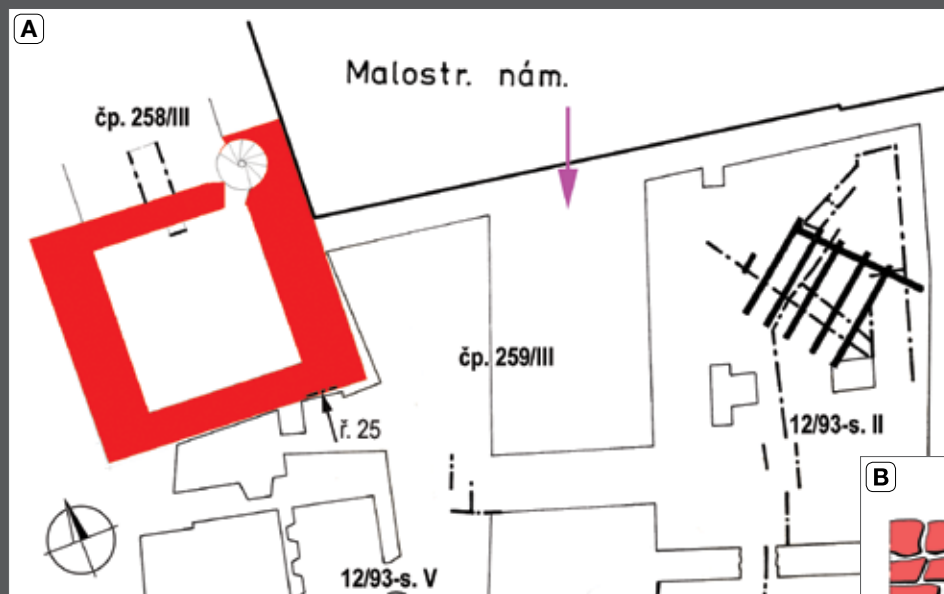 A
Malostr. nám.
čp. 258/III
čp. 259/III
ř. 25
12/93-s. II
B
12/93-s. V